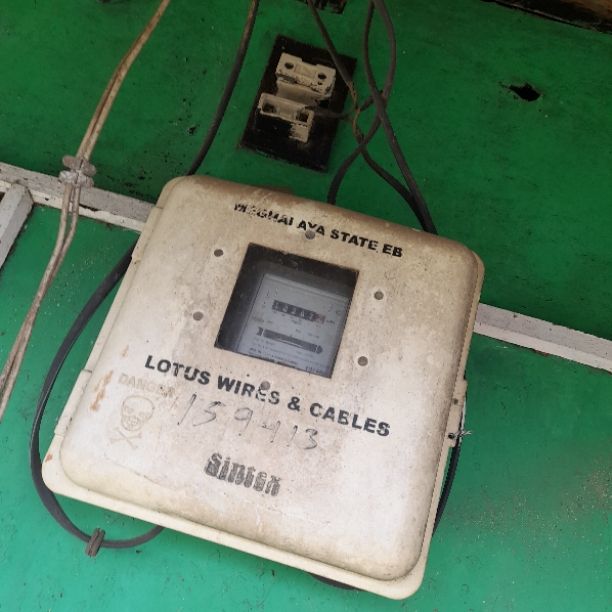 MEGHALAYA STATE EB
LOTUS WIRES & CABLES
DANGER
159413
Sintex